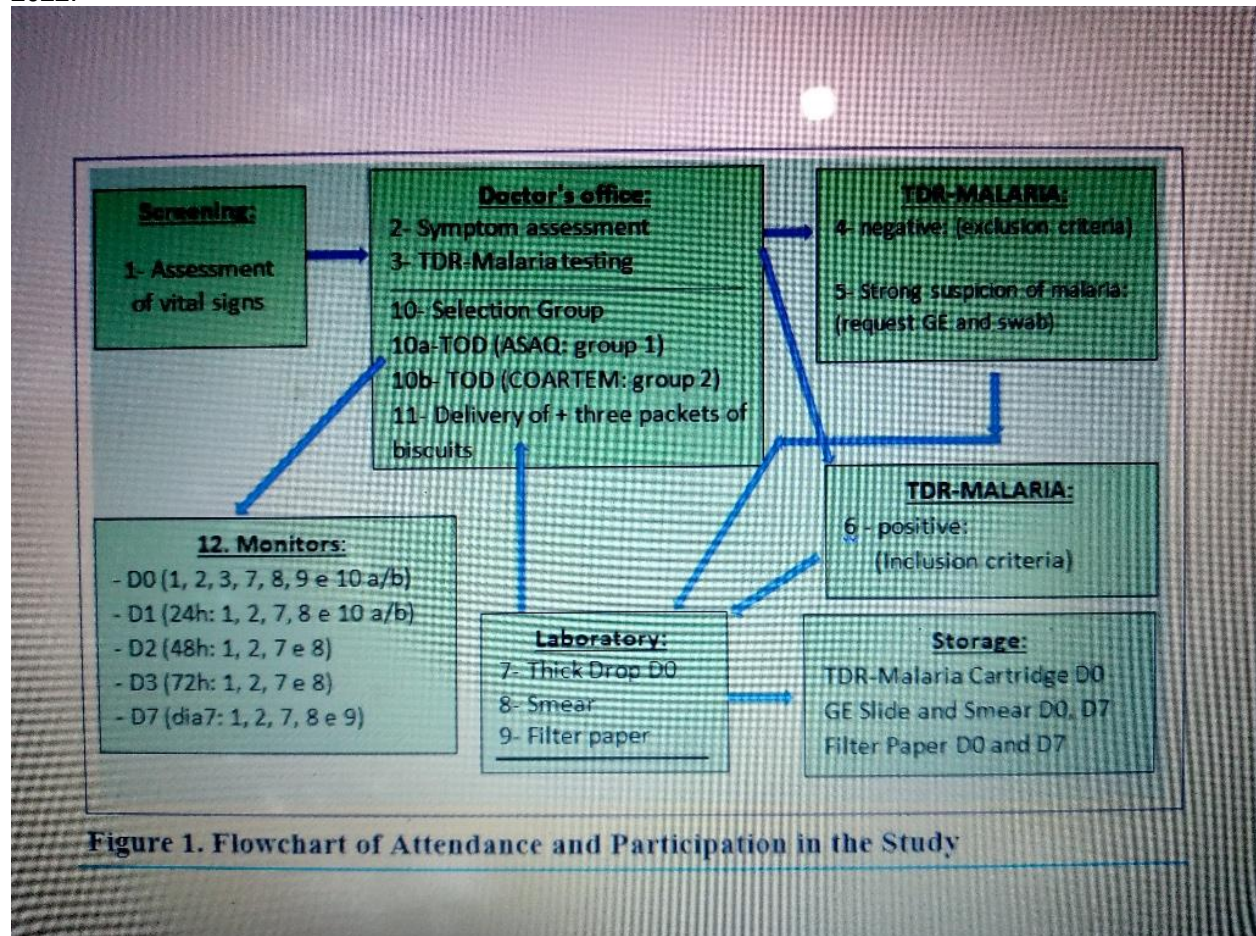 Screening:
1- Assessment
of vital signs
Doctor's office:
2- Symptom assessment
3- TDR-Malaria testing
10- Selection Group
10a-TOD (ASAQ: group 1)
10b- TOD (COARTEM: group 2)
11- Delivery of + three packets of
biscuits
TDR-MALARIA:
4- negative: (exclusion criteria)
5- Strong suspicion of malaria:
(request GE and swab)
TDR-MALARIA:
6 - positive:
(Inclusion criteria)
12. Monitors:
- D0 (1, 2, 3, 7, 8, 9 e 10 a/b)
- D1 (24h: 1, 2, 7, 8 e 10 a/b)
- D2 (48h: 1, 2, 7 e 8)
- D3 (72h: 1, 2, 7 e 8)
- D7 (dia7: 1, 2, 7, 8 e 9)
Laboratory:
7- Thick Drop D0
8- Smear
9- Filter paper
Storage:
TDR-Malaria Cartridge D0
GE Slide and Smear D0, D7
Filter Paper D0 and D7
Figure 1. Flowchart of Attendance and Participation in the Study